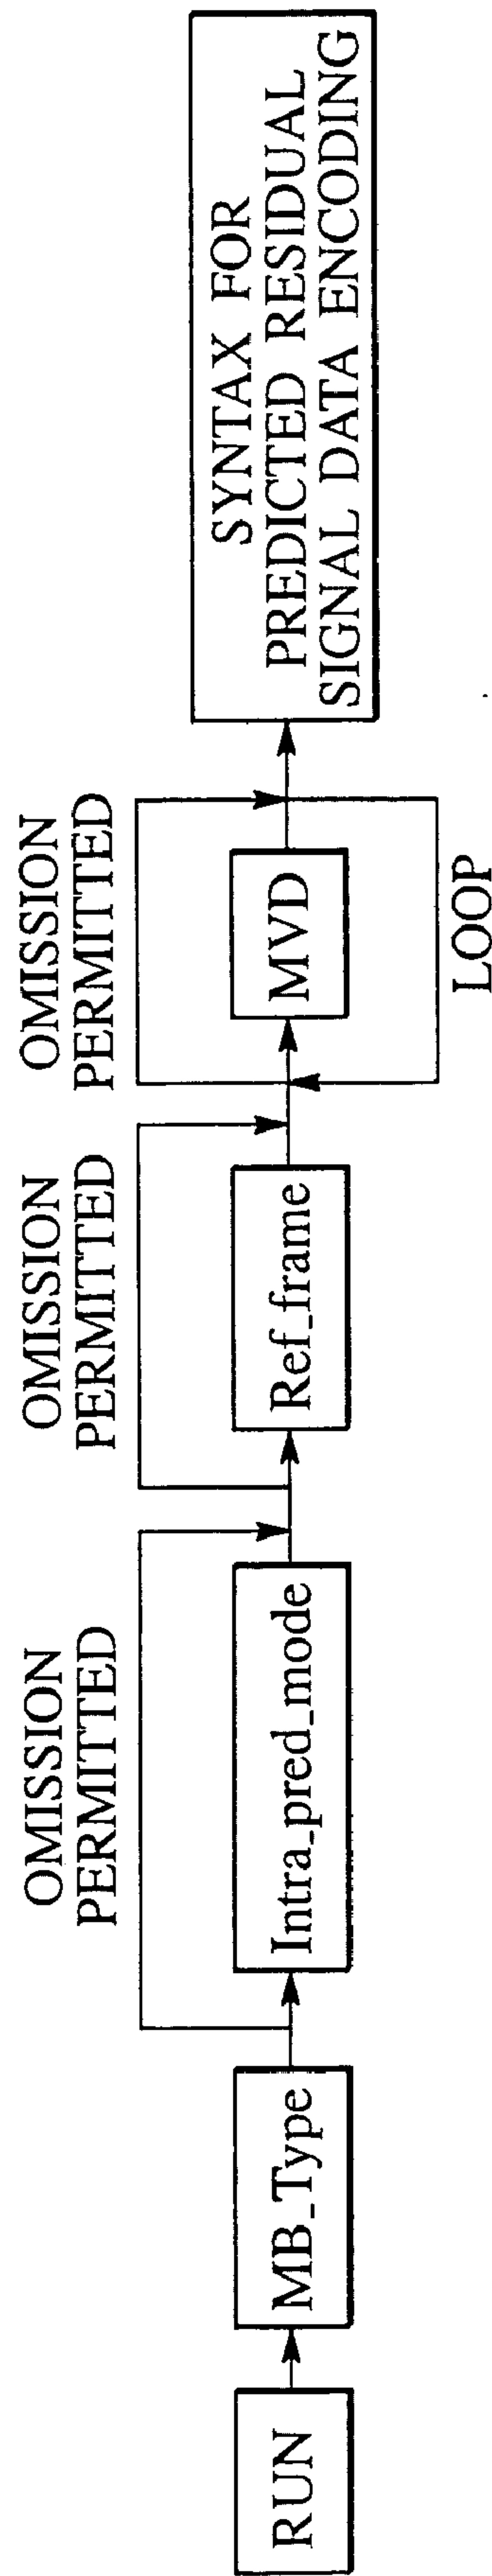 RUN
MB_Type
OMISSION
PERMITTED
Intra_pred_mode
OMISSION
PERMITTED
Ref_frame
OMISSION
PERMITTED
MVD
LOOP
SYNTAX FOR
PREDICTED RESIDUAL
SIGNAL DATA ENCODING